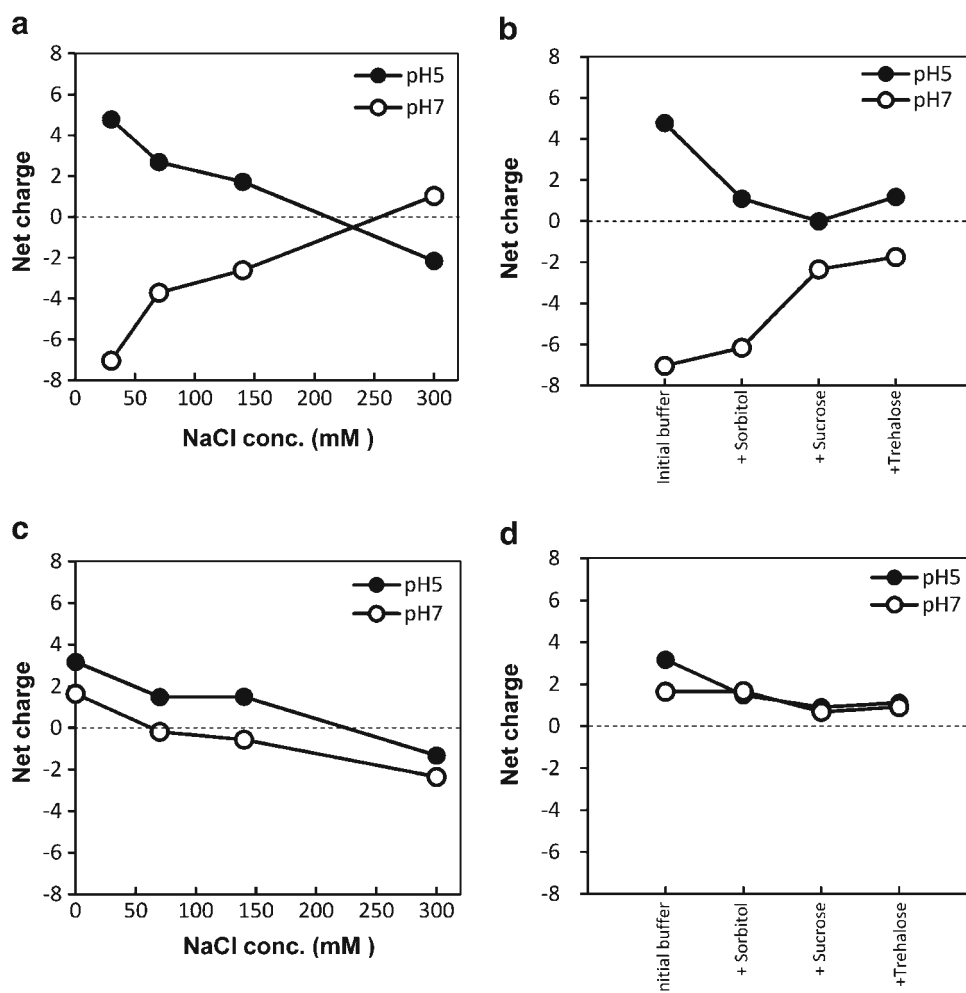 a
8
6
4
2
0
-2
-4
-6
-8
Net charge
pH5
pH7
0 50 100 150 200 250 300
NaCl conc. (mM )
b
8
6
4
2
0
-2
-4
-6
-8
Net charge
pH5
pH7
Initial buffer
+ Sorbitol
+ Sucrose
+Trehalose
c
8
6
4
2
0
-2
-4
-6
-8
Net charge
pH5
pH7
0 50 100 150 200 250 300
NaCl conc. (mM )
d
8
6
4
2
0
-2
-4
-6
-8
Net charge
pH5
pH7
nitial buffer
+ Sorbitol
+ Sucrose
+Trehalose